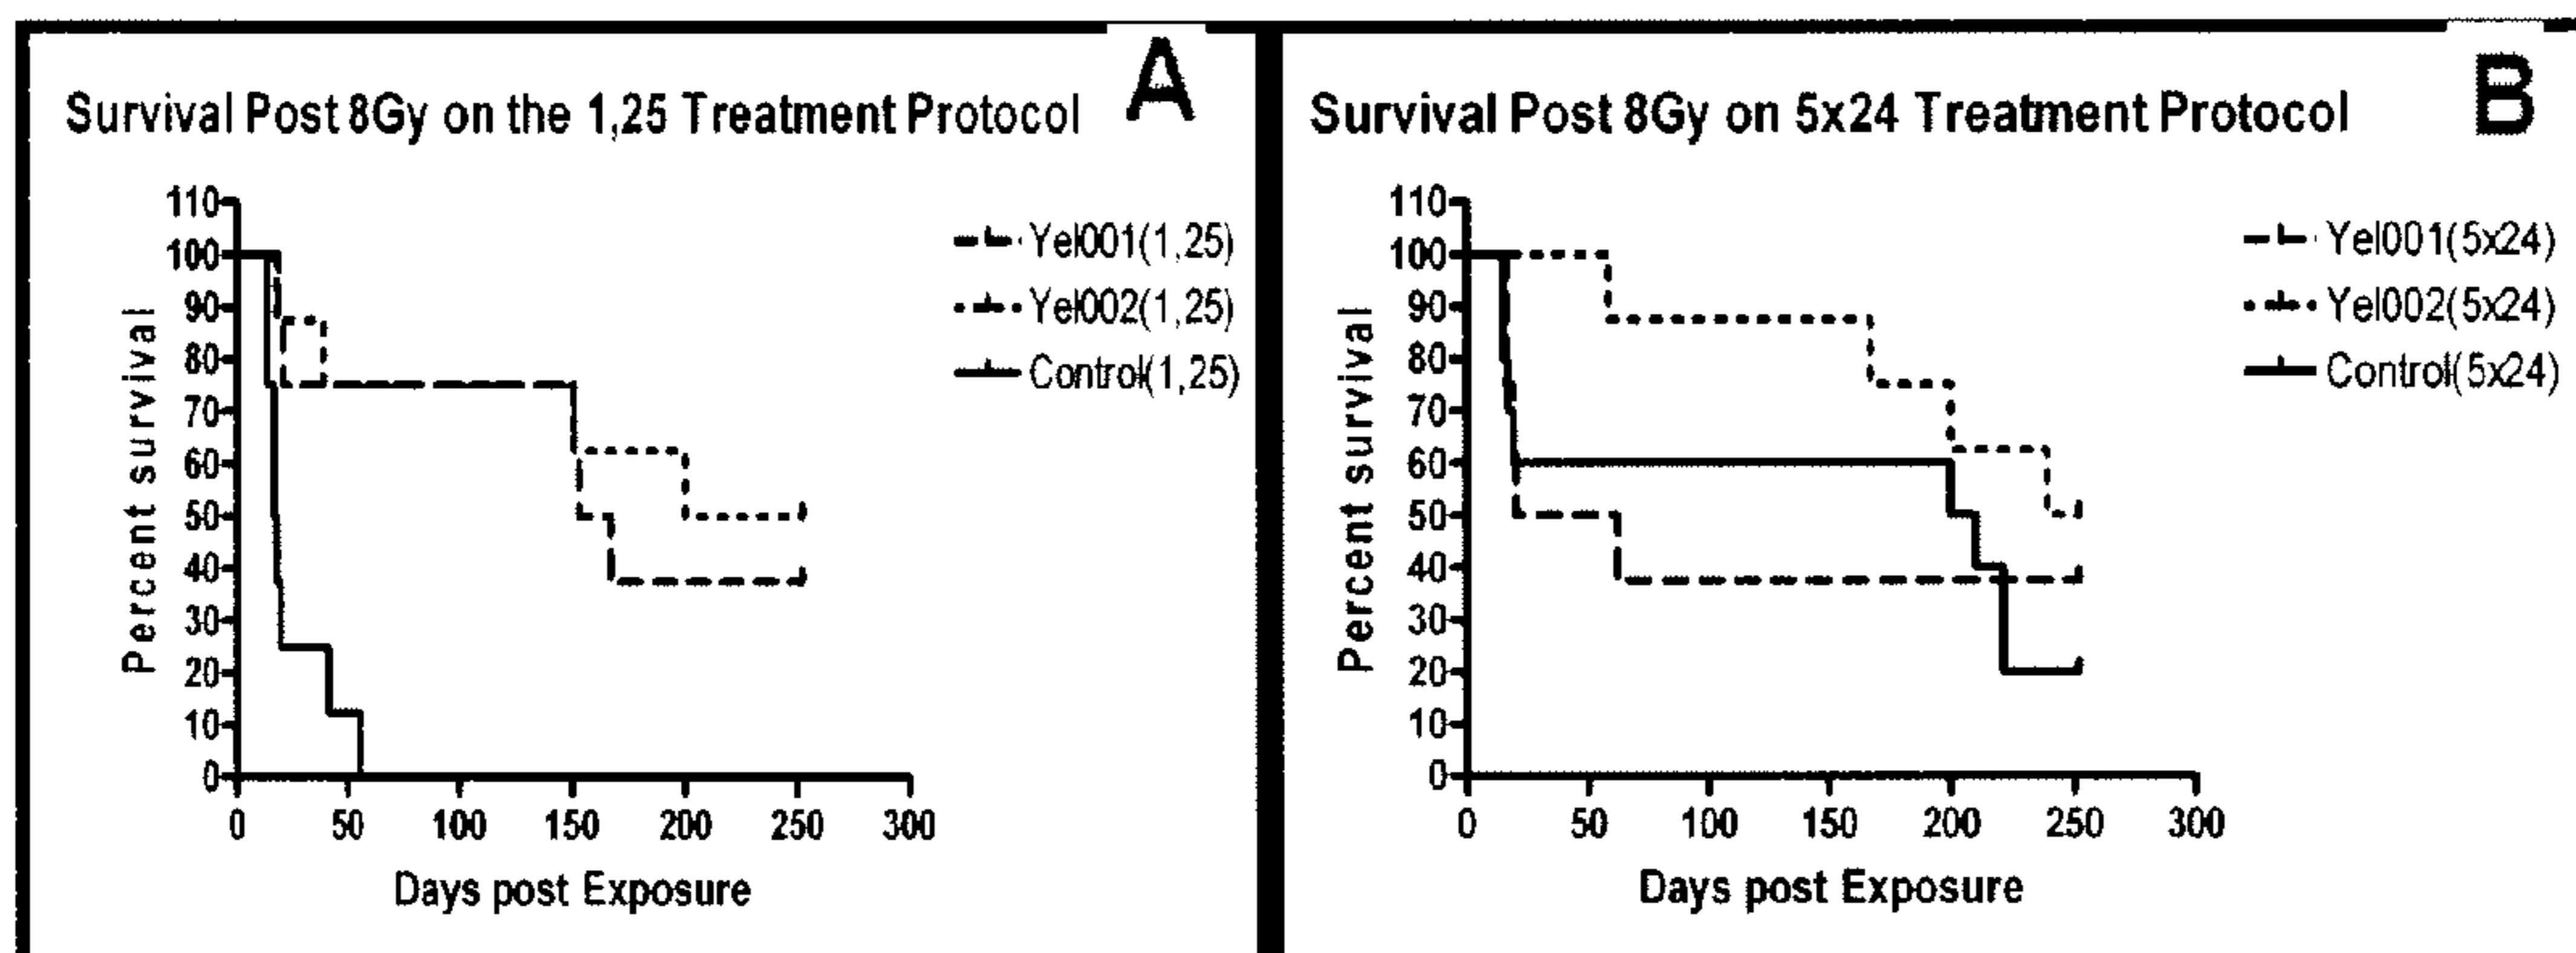 A
Survival Post 8Gy on the 1,25 Treatment Protocol
110
100
90
80
70
60
50
40
30
20
10
0
Percent survival
0 50 100 150 200 250 300
Days post Exposure
Yel001(1,25)
Yel002(1,25)
Control(1,25)
B
Survival Post 8Gy on 5x24 Treatment Protocol
110
100
90
80
70
60
50
40
30
20
10
0
Percent survival
0 50 100 150 200 250 300
Days post Exposure
Yel001(5x24)
Yel002(5x24)
Control(5x24)